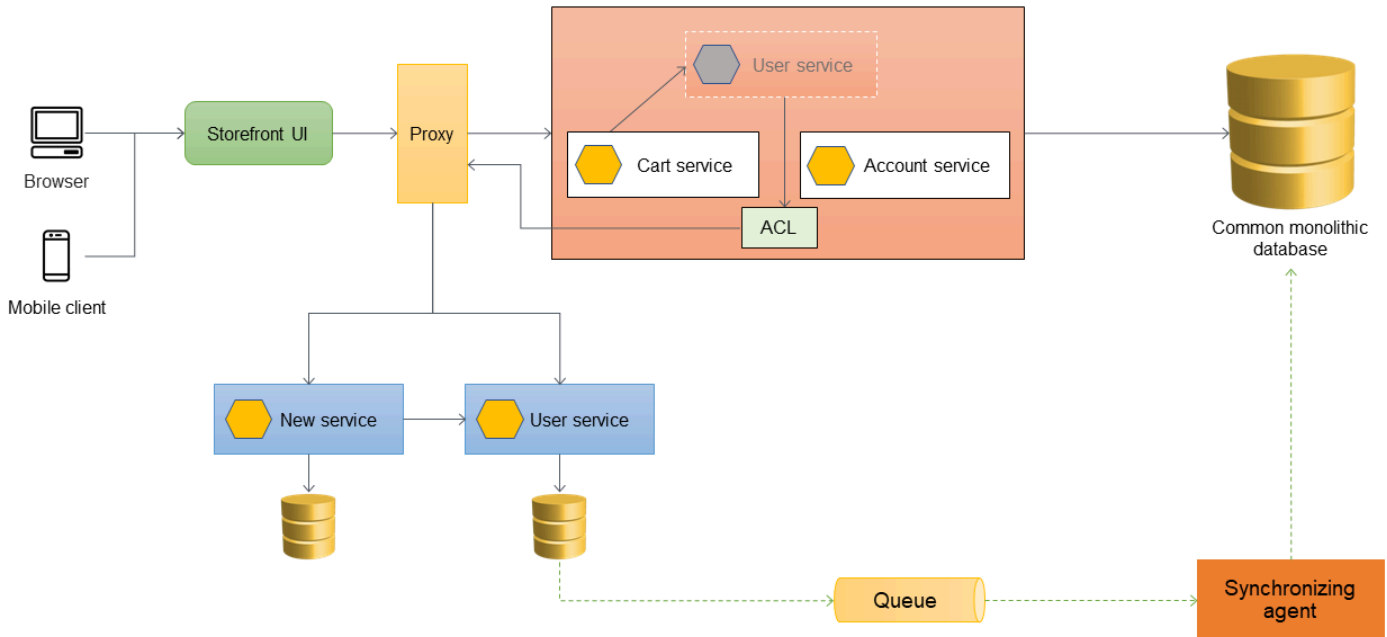 User service
Browser
Storefront UI
Proxy
Cart service
Account service
ACL
Common monolithic
database
Mobile client
New service
User service
Queue
Synchronizing
agent